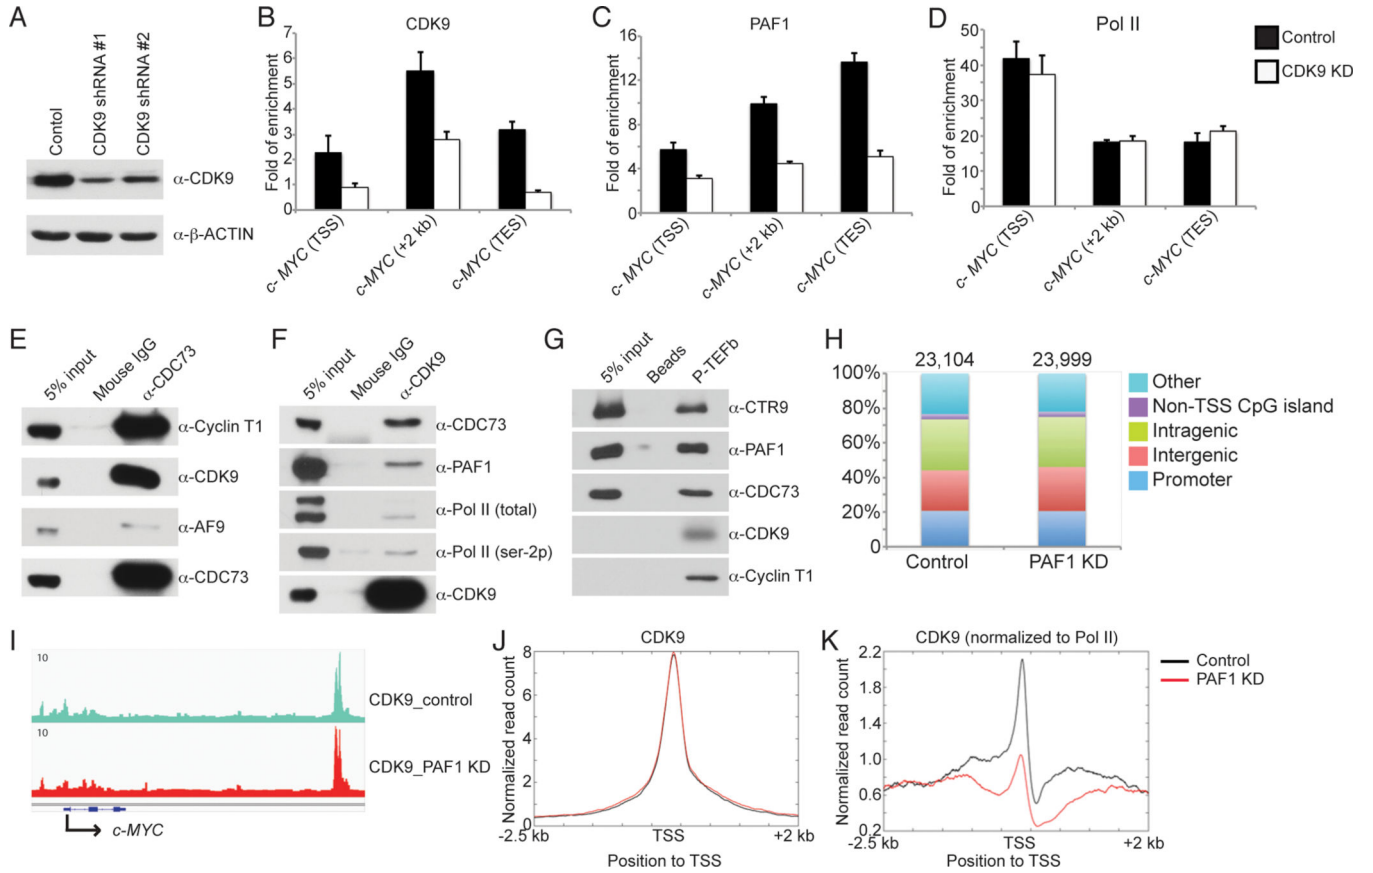 A
Contol
CDK9 shRNA #1
CDK9 shRNA #2
α-CDK9
α-β-ACTIN
B
CDK9
Fold of enrichment
7
6
5
4
3
2
1
0
c- MYC (TSS)
c-MYC (+2 kb)
c-MYC (TES)
C
PAF1
Fold of enrichment
16
12
8
4
0
c- MYC (TSS)
c-MYC (+2 kb)
c-MYC (TES)
D
Pol II
Fold of enrichment
50
40
30
20
10
0
c- MYC (TSS)
c-MYC (+2 kb)
c-MYC (TES)
Control
CDK9 KD
E
5% input
Mouse IgG
α-CDC73
α-Cyclin T1
α-CDK9
α-AF9
α-CDC73
F
5% input
Mouse IgG
α-CDK9
α-CDC73
α-PAF1
α-Pol II (total)
α-Pol II (ser-2p)
α-CDK9
G
5% input
Beads
P-TEFb
α-CTR9
α-PAF1
α-CDC73
α-CDK9
α-Cyclin T1
H
23,104 23,999
100%
80%
60%
40%
20%
0
Control PAF1 KD
Other
Non-TSS CpG island
Intragenic
Intergenic
Promoter
I
10
CDK9_control
10
CDK9_PAF1 KD
c-MYC
J
CDK9
Normalized read count
8
6
4
2
0
-2.5 kb TSS +2 kb
Position to TSS
K
CDK9 (normalized to Pol II)
Normalized read count
2.2
1.8
1.4
1.0
0.6
0.2
-2.5 kb TSS +2 kb
Position to TSS
Control
PAF1 KD